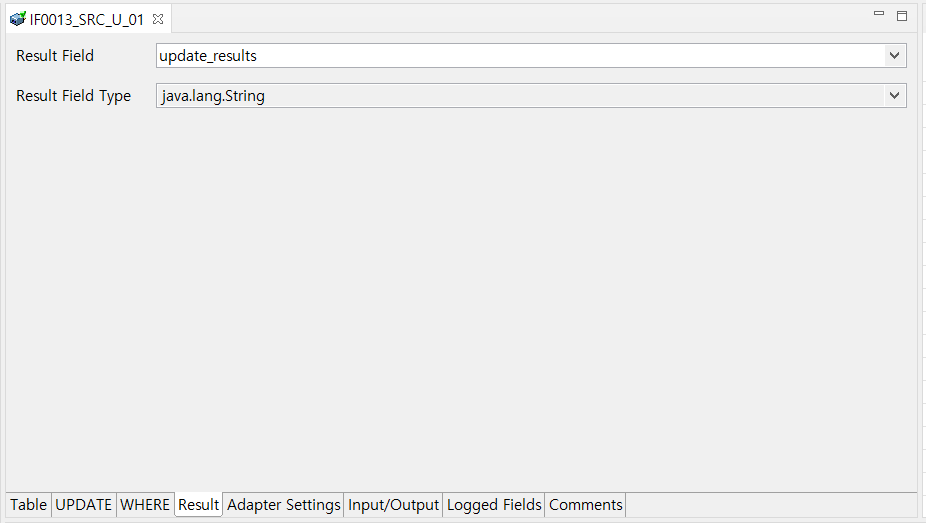 IF0013_SRC_U_01
Result Field update_results
Result Field Type java.lang.String
Table UPDATE WHERE Result Adapter Settings Input/Output Logged Fields Comments